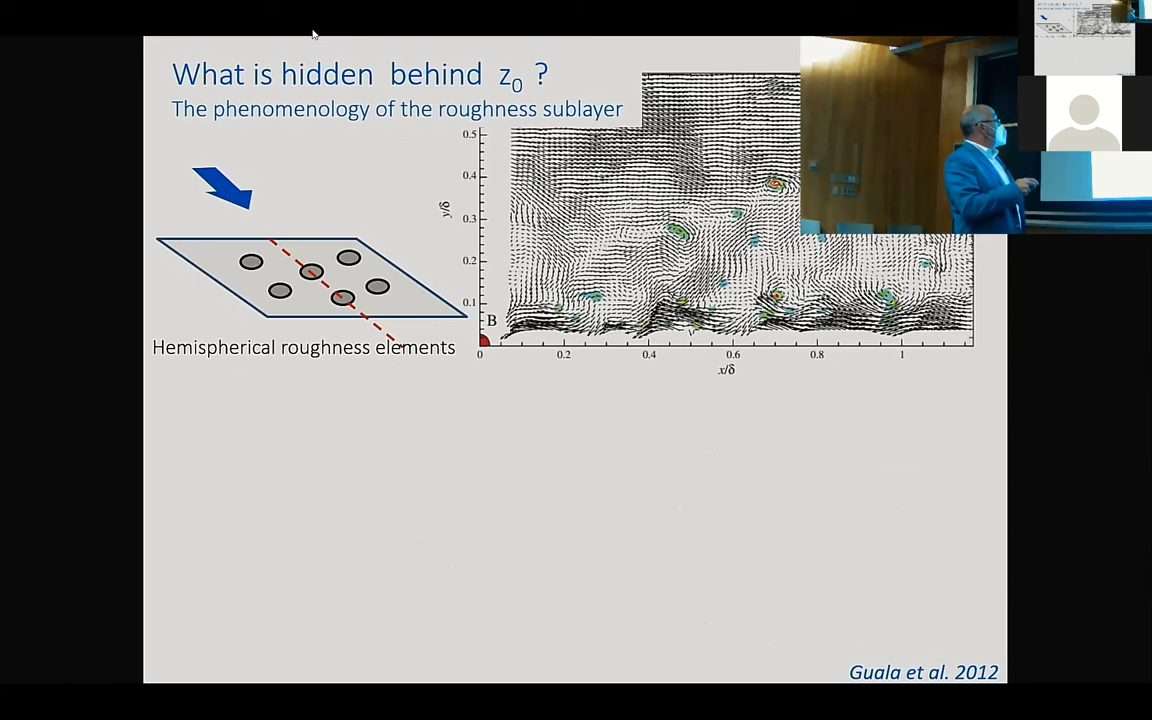 What is hidden behind z0 ?
The phenomenology of the roughness sublayer
Hemispherical roughness elements
y/δ
0.5
0.4
0.3
0.2
0.1
B
0
0.2
0.4
0.6
0.8
1
x/δ
Guala et al. 2012